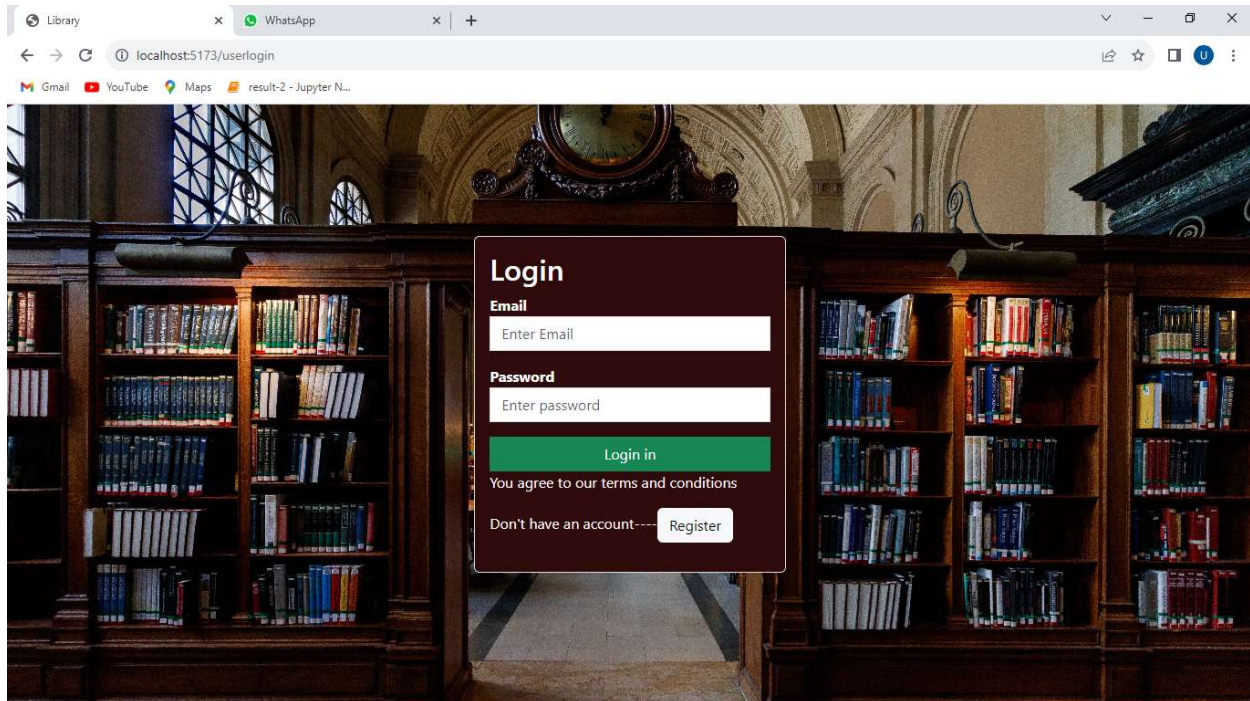 Library
WhatsApp
localhost:5173/userlogin
Gmail YouTube Maps result-2 - Jupyter N...
U
Login
Email
Enter Email
Password
Enter password
Login in
You agree to our terms and conditions
Don't have an account---- Register